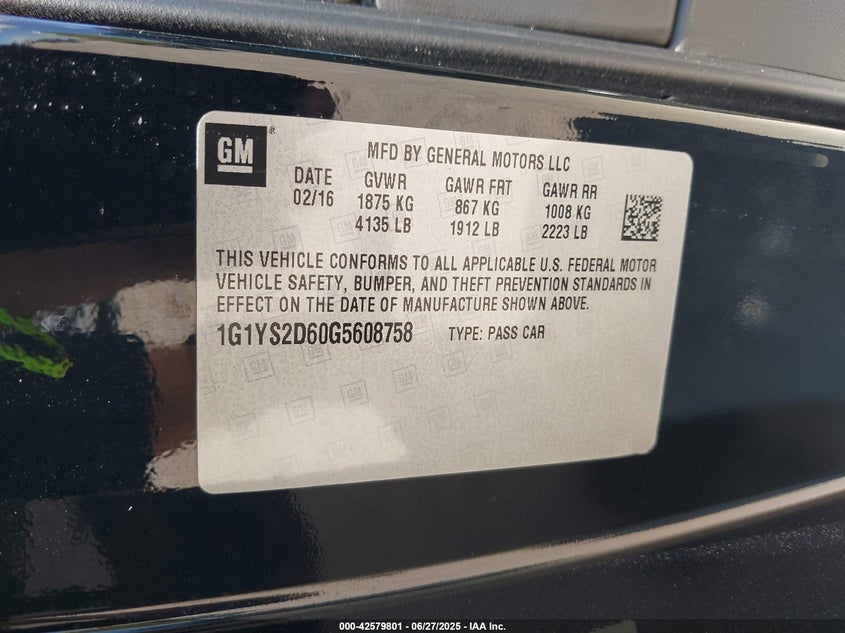 GM®
MFD BY GENERAL MOTORS LLC
DATE GVWR GAWR FRT GAWR RR
02/16 1875 KG 867 KG 1008 KG
4135 LB 1912 LB 2223 LB
THIS VEHICLE CONFORMS TO ALL APPLICABLE U.S. FEDERAL MOTOR
VEHICLE SAFETY, BUMPER, AND THEFT PREVENTION STANDARDS IN
EFFECT ON THE DATE OF MANUFACTURE SHOWN ABOVE.
1G1YS2D60G5608758 TYPE: PASS CAR
000-42579801 - 06/27/2025 - IAA Inc.